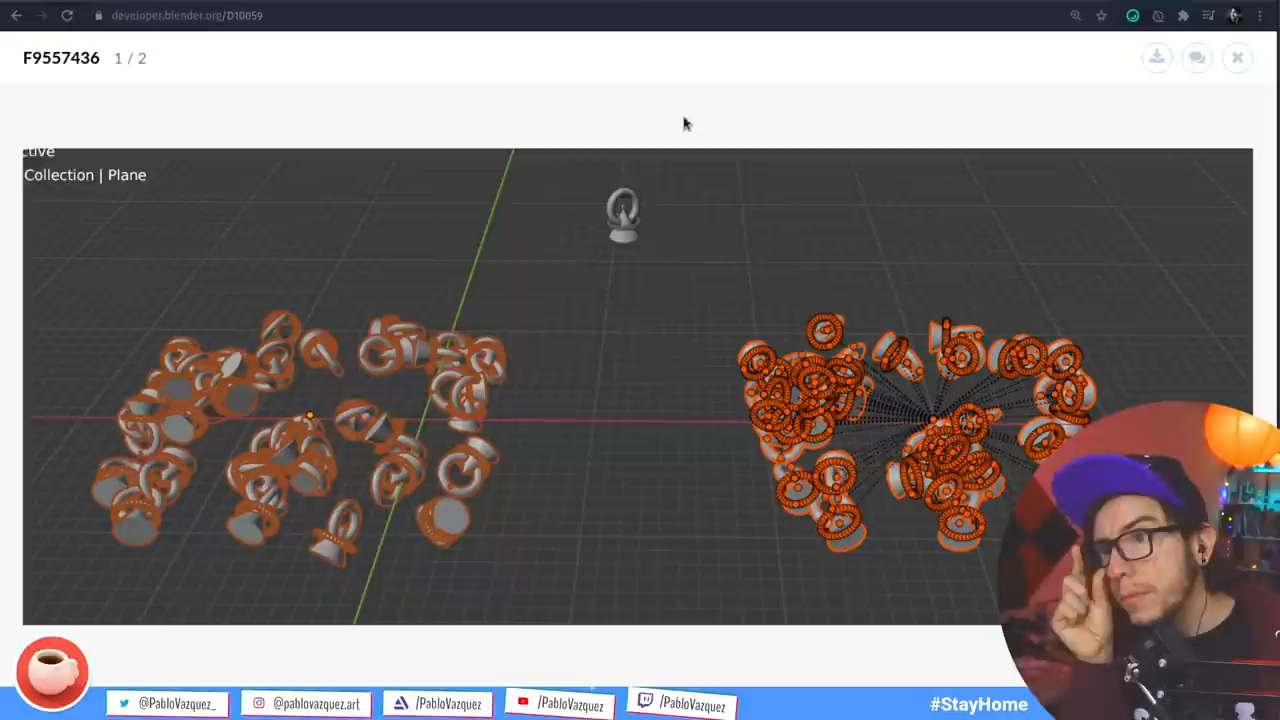 developer.blender.org/D10059
F9557436 1 / 2
ctive
Collection | Plane
@PabloVazquez_
@pablovazquez.art
/PabloVazquez
/PabloVazquez
/PabloVazquez
#StayHome